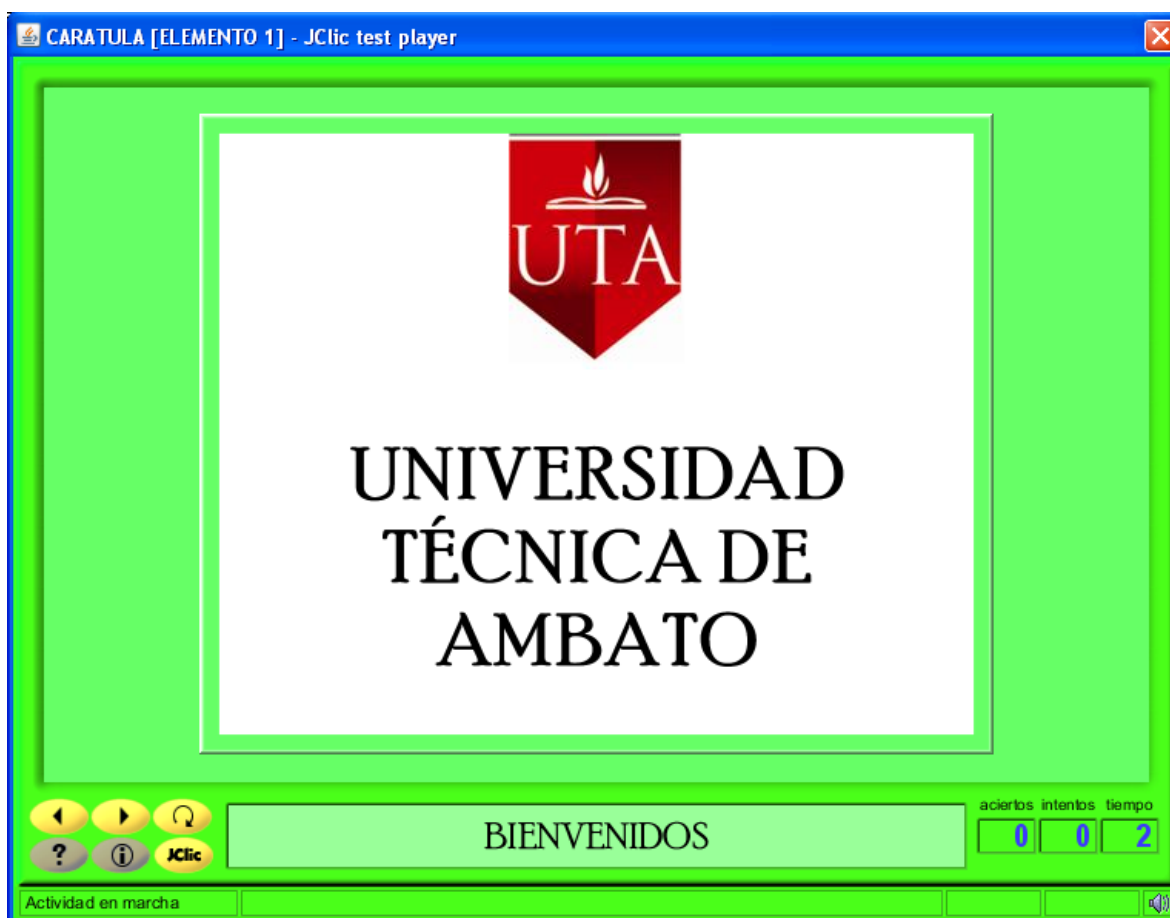 CARATULA [ELEMENTO 1] - JClic test player
UTA
UNIVERSIDAD
TÉCNICA DE
AMBATO
BIENVENIDOS
aciertos intentos tiempo
0 0 2
? i JClic
Actividad en marcha